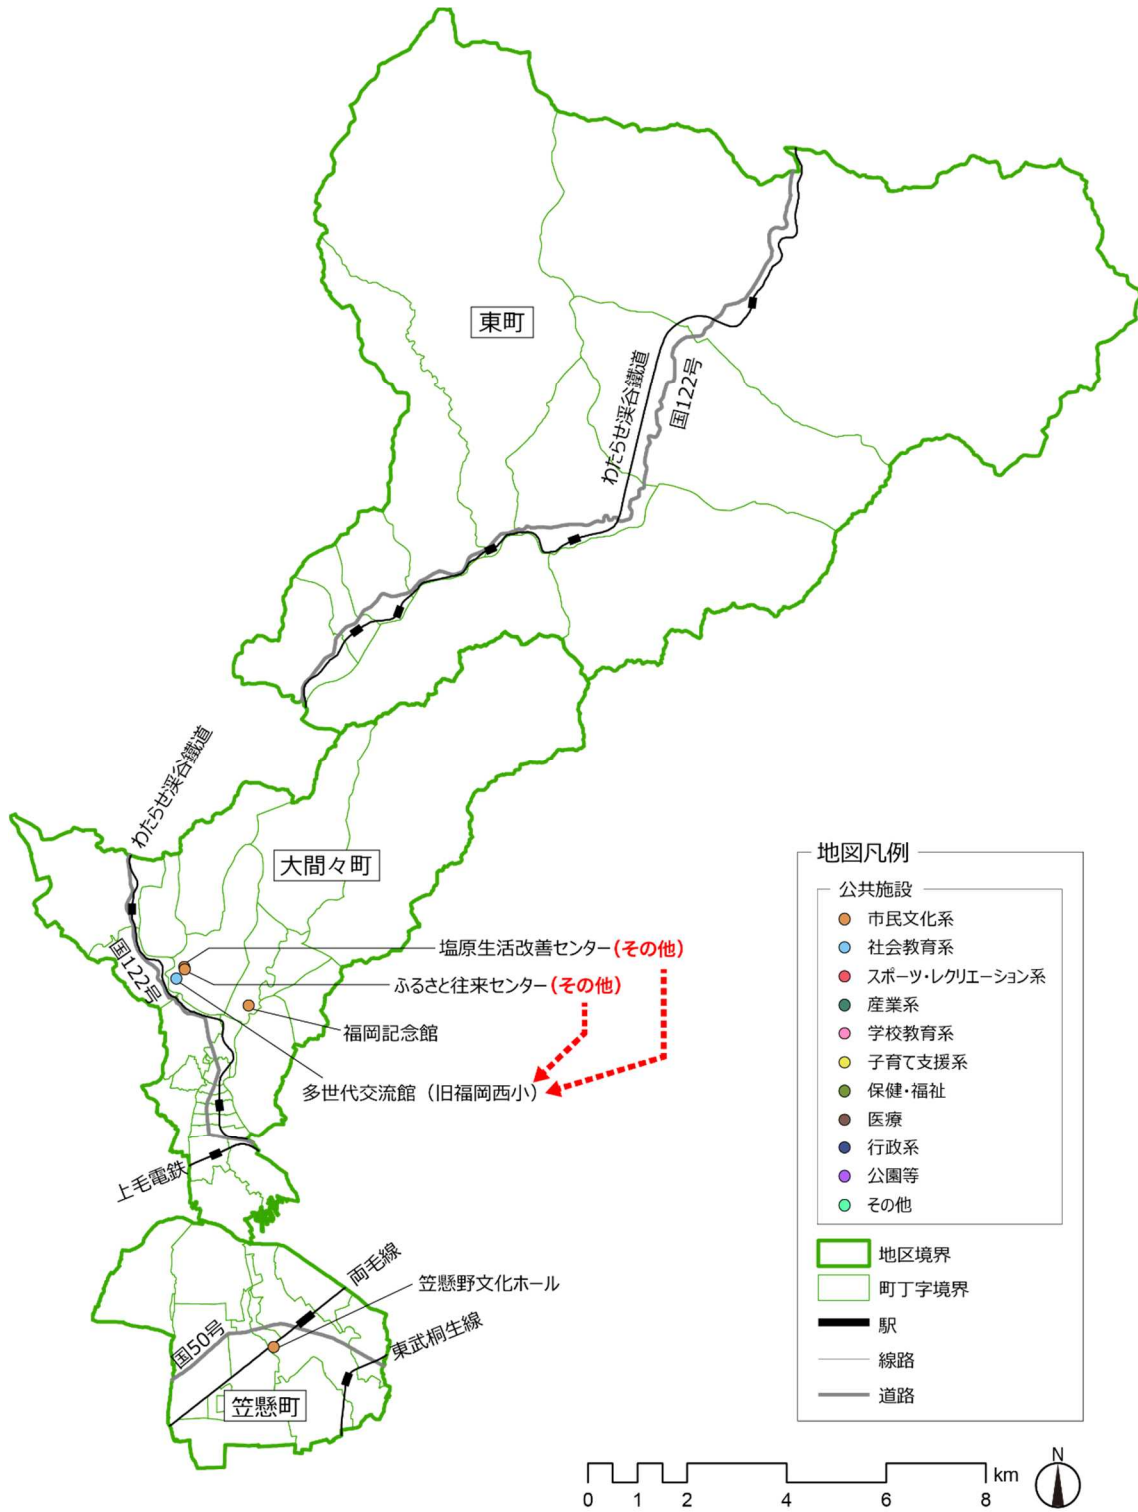 東町
わたらせ渓谷鐵道
国122号
わたらせ渓谷鐵道
大間々町
国122号
塩原生活改善センター(その他)
ふるさと往来センター(その他)
福岡記念館
多世代交流館（旧福岡西小）
上毛電鉄
両毛線
笠懸野文化ホール
国50号
東武桐生線
笠懸町
地図凡例
公共施設
市民文化系
社会教育系
スポーツ・レクリエーション系
産業系
学校教育系
子育て支援系
保健・福祉
医療
行政系
公園等
その他
地区境界
町丁字境界
駅
線路
道路
N
km
0 1 2 4 6 8